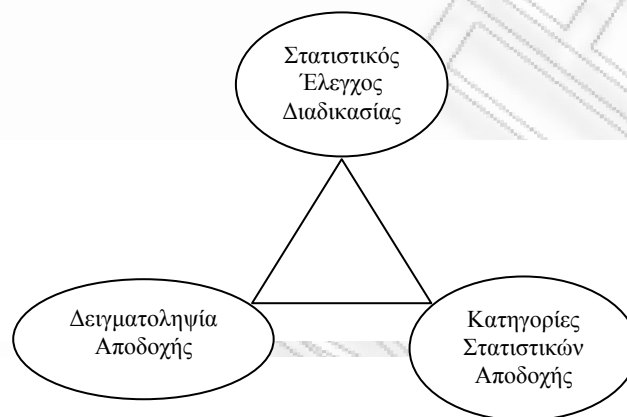 Στατιστικός
Έλεγχος
Διαδικασίας
Δειγματοληψία
Αποδοχής
Κατηγορίες
Στατιστικών
Αποδοχής